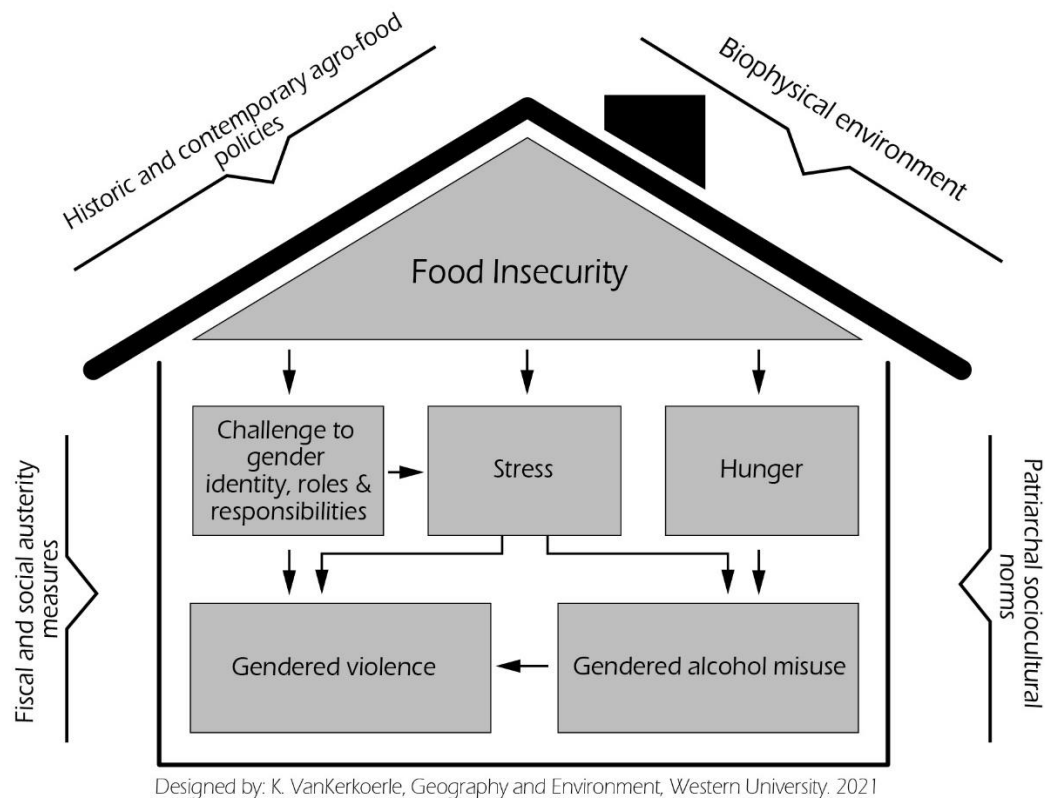 Historic and contemporary agro-food
policies
Biophysical environment
Food Insecurity
Challenge to
gender
identity, roles &
responsibilities
Stress
Hunger
Fiscal and social austerity
measures
Patriarchal sociocultural
norms
Gendered violence
Gendered alcohol misuse
Designed by: K. VanKerkoerle, Geography and Environment, Western University. 2021